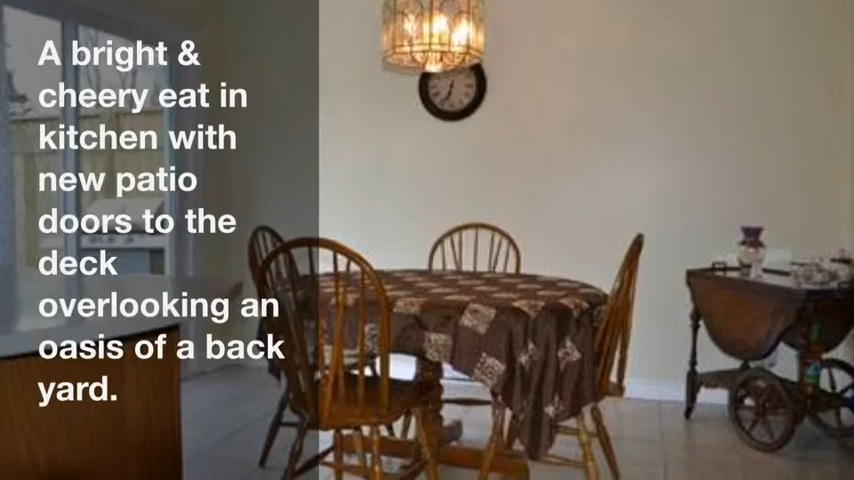 A bright &
cheery eat in
kitchen with
new patio
doors to the
deck
overlooking an
oasis of a back
yard.